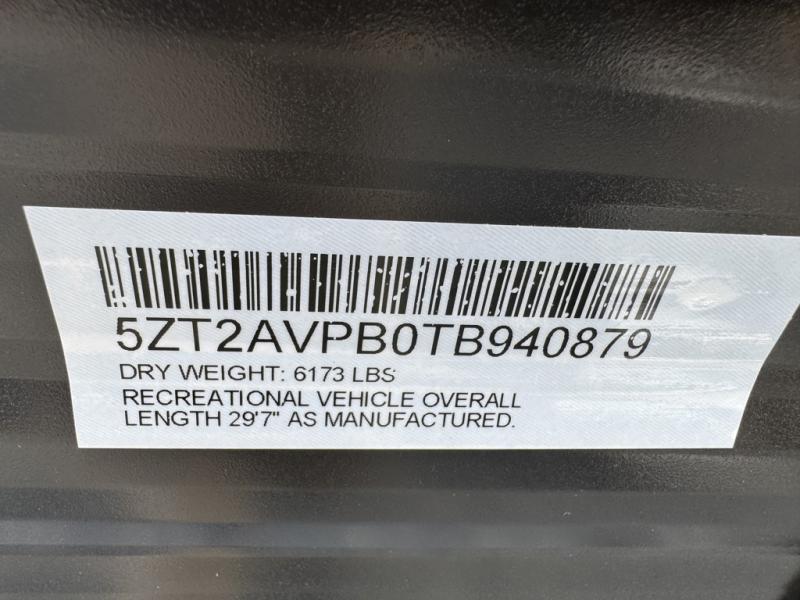 5ZT2AVPB0TB940879
DRY WEIGHT: 6173 LBS
RECREATIONAL VEHICLE OVERALL
LENGTH 29'7" AS MANUFACTURED.